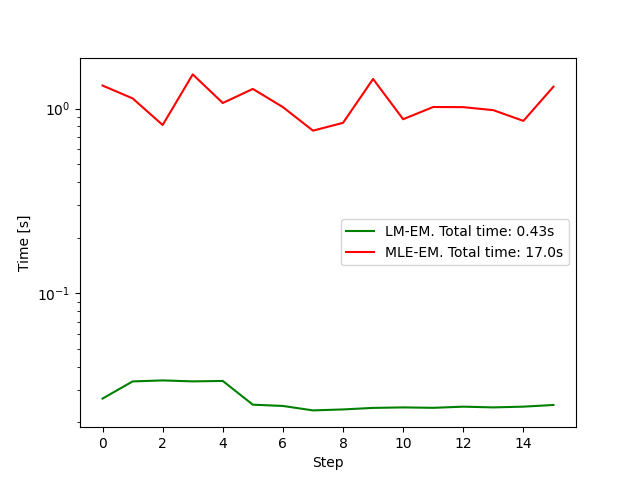 10⁰
10⁻¹
Time [s]
LM-EM. Total time: 0.43s
MLE-EM. Total time: 17.0s
0 2 4 6 8 10 12 14
Step